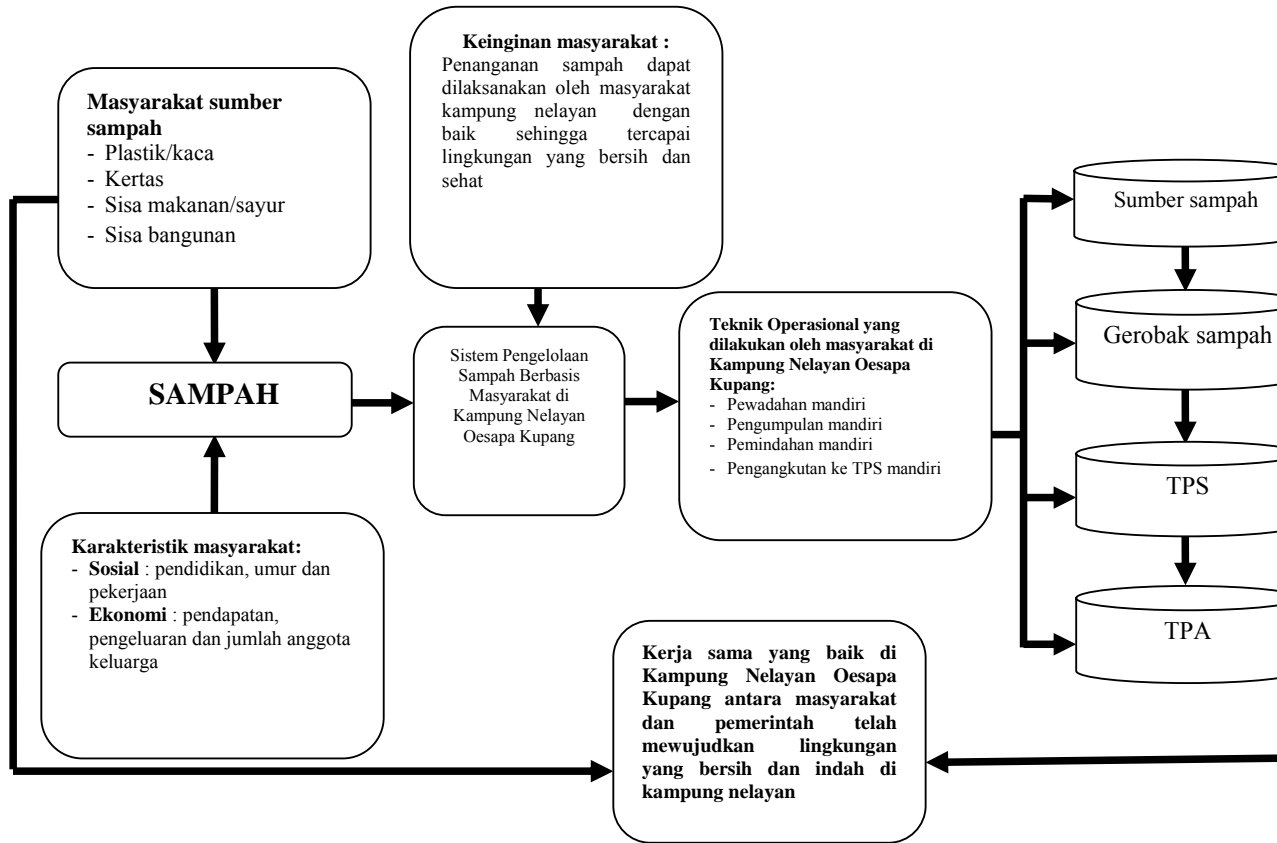 Masyarakat sumber
sampah
- Plastik/kaca
- Kertas
- Sisa makanan/sayur
- Sisa bangunan
Keinginan masyarakat :
Penanganan sampah dapat
dilaksanakan oleh masyarakat
kampung nelayan dengan
baik sehingga tercapai
lingkungan yang bersih dan
sehat
SAMPAH
Sistem Pengelolaan
Sampah Berbasis
Masyarakat di
Kampung Nelayan
Oesapa Kupang
Teknik Operasional yang
dilakukan oleh masyarakat di
Kampung Nelayan Oesapa
Kupang:
- Pewadahan mandiri
- Pengumpulan mandiri
- Pemindahan mandiri
- Pengangkutan ke TPS mandiri
Sumber sampah
Gerobak sampah
TPS
TPA
Karakteristik masyarakat:
- Sosial : pendidikan, umur dan
pekerjaan
- Ekonomi : pendapatan,
pengeluaran dan jumlah anggota
keluarga
Kerja sama yang baik di
Kampung Nelayan Oesapa
Kupang antara masyarakat
dan pemerintah telah
mewujudkan lingkungan
yang bersih dan indah di
kampung nelayan